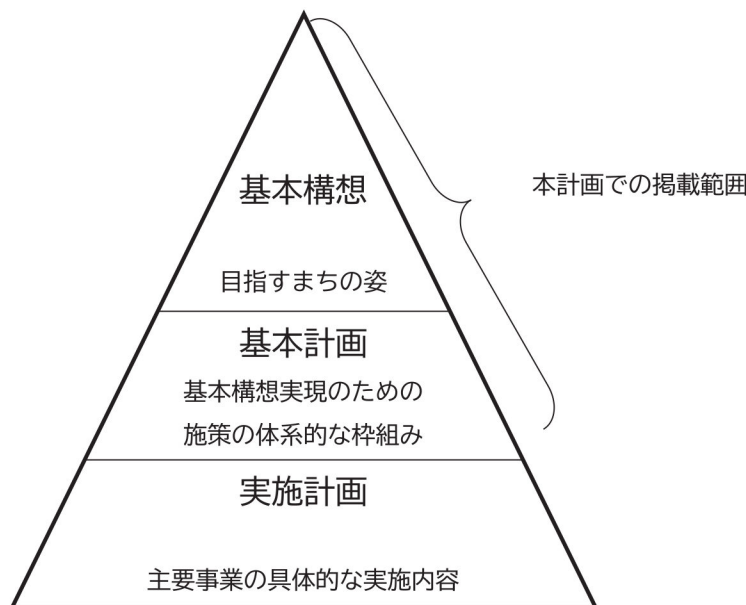 基本構想
本計画での掲載範囲
目指すまちの姿
基本計画
基本構想実現のための
施策の体系的な枠組み
実施計画
主要事業の具体的な実施内容